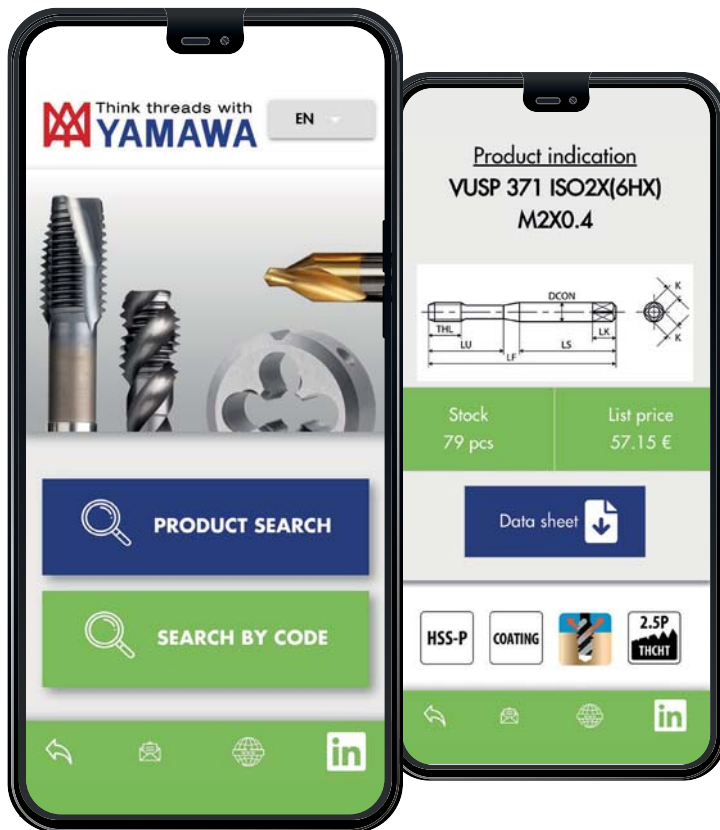 Think threads with
YAMAWA
EN
PRODUCT SEARCH
SEARCH BY CODE
in
Product indication
VUSP 371 ISO2X(6HX)
M2X0.4
DCON
K
THL
LK
K
LU
LS
LF
Stock
79 pcs
List price
57.15 €
Data sheet
HSS-P
COATING
2.5P
THCHT
in